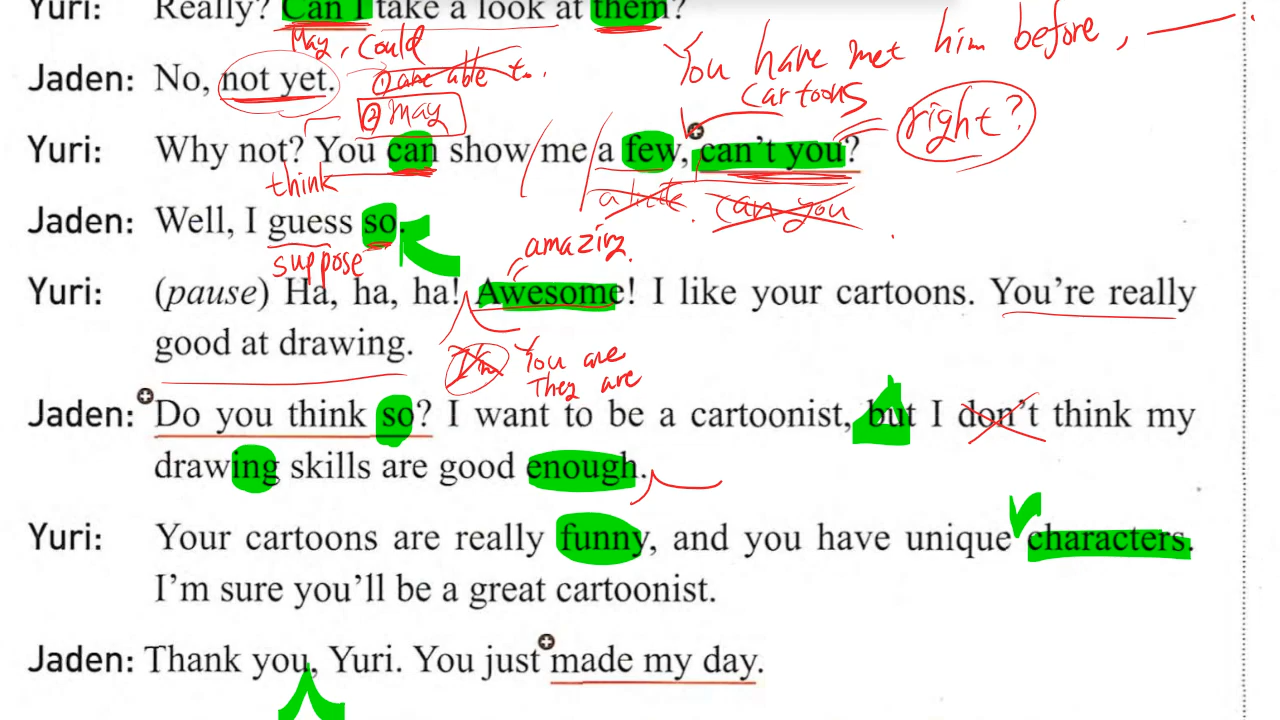 Yuri: Really? Can I take a look at them?
May, could
You have met him before, ———.
Jaden: No, not yet.
① are able to.
② may
cartoons
right?
Yuri: Why not? You can show me a few, can't you?
think
a little.
can you
Jaden: Well, I guess so.
suppose
amazing.
Yuri: (pause) Ha, ha, ha! Awesome! I like your cartoons. You're really
good at drawing.
You are
They are
Jaden: Do you think so? I want to be a cartoonist, but I don't think my
drawing skills are good enough.
Yuri: Your cartoons are really funny, and you have unique characters.
I'm sure you'll be a great cartoonist.
Jaden: Thank you, Yuri. You just made my day.